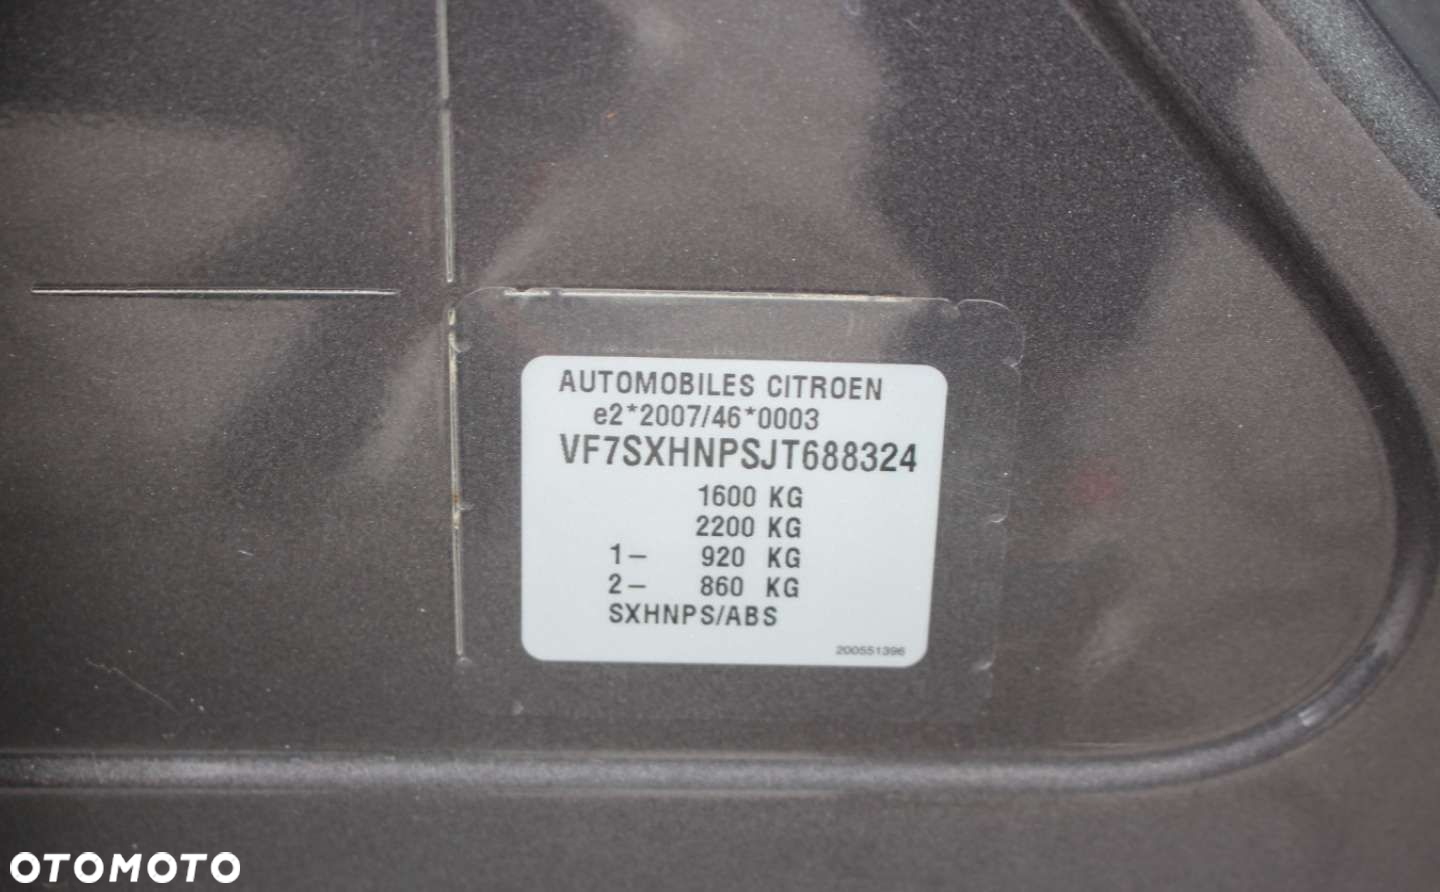 AUTOMOBILES CITROEN
e2*2007/46*0003
VF7SXHNPSJT688324
1600 KG
2200 KG
1– 920 KG
2– 860 KG
SXHNPS/ABS
200551396
OTOMOTO